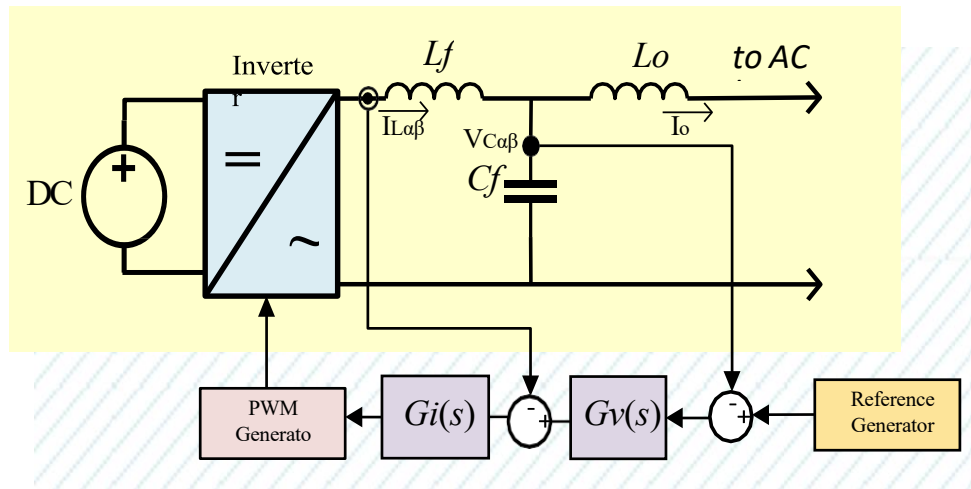 Lf
Lo
to AC
Inverte
r
ILαβ
Io
VCαβ
Cf
DC
+
=
~
PWM
Generato
Gi(s)
-
+
Gv(s)
-
+
Reference
Generator